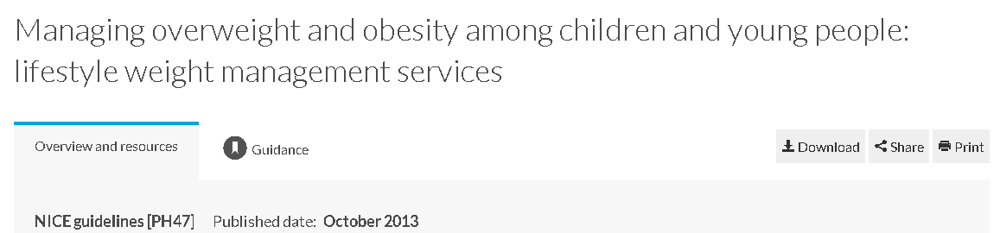 Managing overweight and obesity among children and young people:
lifestyle weight management services
Overview and resources
Guidance
Download
Share
Print
NICE guidelines [PH47] Published date: October 2013